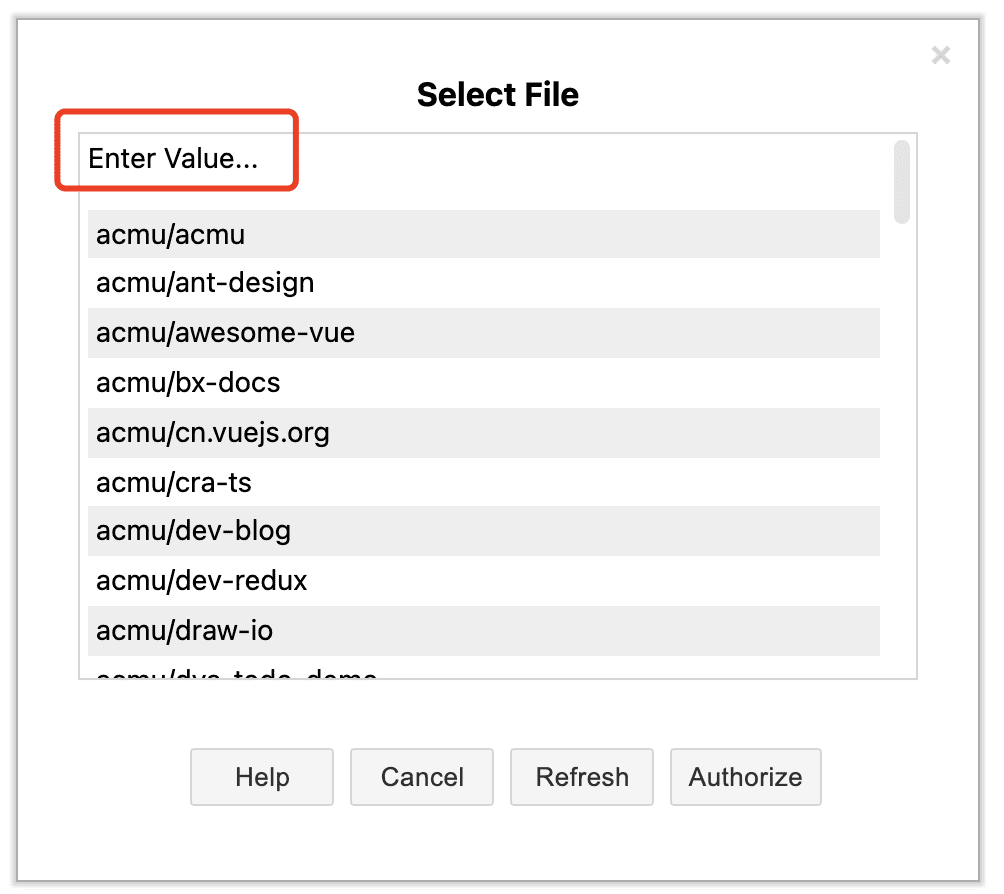 Select File
Enter Value...
acmu/acmu
acmu/ant-design
acmu/awesome-vue
acmu/bx-docs
acmu/cn.vuejs.org
acmu/cra-ts
acmu/dev-blog
acmu/dev-redux
acmu/draw-io
Help Cancel Refresh Authorize